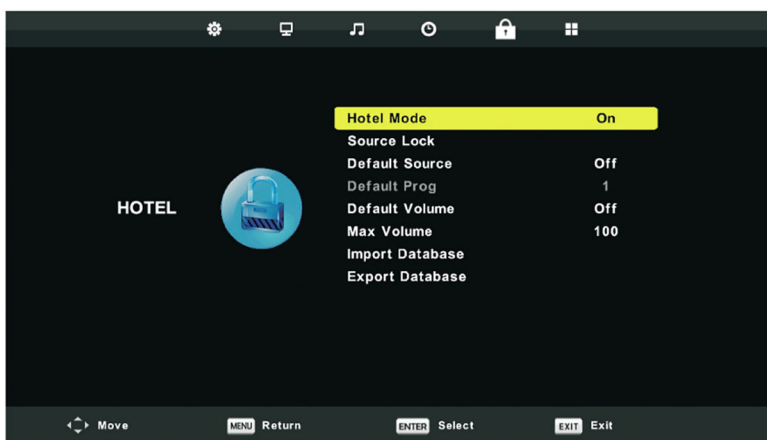 Hotel Mode On
Source Lock
Default Source Off
Default Prog 1
HOTEL
Default Volume Off
Max Volume 100
Import Database
Export Database
Move MENU Return ENTER Select EXIT Exit